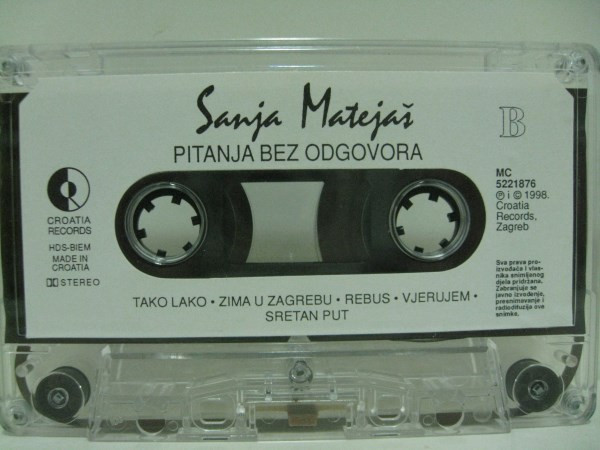 Sanja Matejaš
PITANJA BEZ ODGOVORA
B
CROATIA
RECORDS
HDS-BIEM
MADE IN
CROATIA
STEREO
MC
5221876
℗ i © 1998.
Croatia
Records,
Zagreb
Sva prava pro-
izvođača i vlas-
nika snimljenog
djela pridržana.
Zabranjuje se
javno izvođenje,
presnimavanje i
radiodifuzija ove
snimke.
TAKO LAKO • ZIMA U ZAGREBU • REBUS • VJERUJEM •
SRETAN PUT